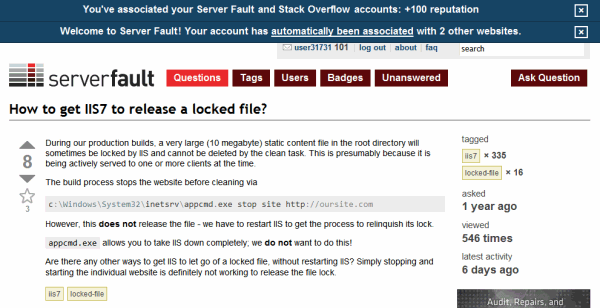 You've associated your Server Fault and Stack Overflow accounts: +100 reputation
Welcome to Server Fault! Your account has automatically been associated with 2 other websites.
user31731 101 | log out | about | faq
search
serverfault
Questions Tags Users Badges Unanswered Ask Question
How to get IIS7 to release a locked file?
8
3
During our production builds, a very large (10 megabyte) static content file in the root directory will
sometimes be locked by IIS and cannot be deleted by the clean task. This is presumably because it is
being actively served to one or more clients at the time.
The build process stops the website before cleaning via
c:\Windows\System32\inetsrv\appcmd.exe stop site http://oursite.com
However, this does not release the file - we have to restart IIS to get the process to relinquish its lock.
appcmd.exe allows you to take IIS down completely; we do not want to do this!
Are there any other ways to get IIS to let go of a locked file, without restarting IIS? Simply stopping and
starting the individual website is definitely not working to release the file lock.
iis7 locked-file
tagged
iis7 × 335
locked-file × 16
asked
1 year ago
viewed
546 times
latest activity
6 days ago
Audit, Repairs, and